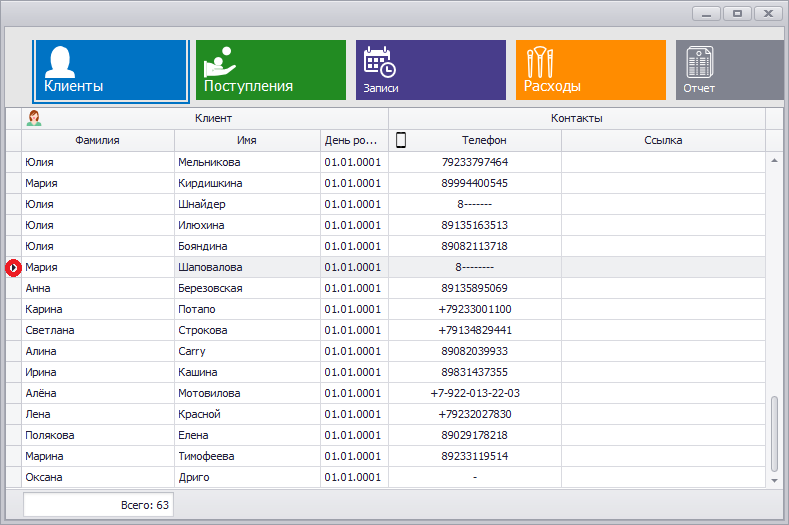 Клиенты Поступления Записи Расходы Отчет
Клиент Контакты
Фамилия Имя День ро... Телефон Ссылка
Юлия Мельникова 01.01.0001 79233797464
Мария Кирдишкина 01.01.0001 89994400545
Юлия Шнайдер 01.01.0001 8-------
Юлия Илюхина 01.01.0001 89135163513
Юлия Бояндина 01.01.0001 89082113718
Мария Шаповалова 01.01.0001 8--------
Анна Березовская 01.01.0001 89135895069
Карина Потапо 01.01.0001 +79233001100
Светлана Строкова 01.01.0001 +79134829441
Алина Carry 01.01.0001 89082039933
Ирина Кашина 01.01.0001 89831437355
Алёна Мотовилова 01.01.0001 +7-922-013-22-03
Лена Красной 01.01.0001 +79232027830
Полякова Елена 01.01.0001 89029178218
Марина Тимофеева 01.01.0001 89233119514
Оксана Дриго 01.01.0001 -
Всего: 63